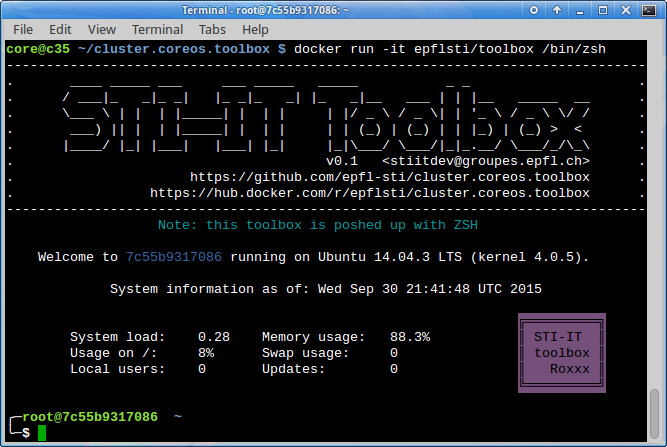 Terminal - root@7c55b9317086: ~
File Edit View Terminal Tabs Help
core@c35 ~/cluster.coreos.toolbox $ docker run -it epflsti/toolbox /bin/zsh
STI-IT Toolbox
v0.1 <stiitdev@groupes.epfl.ch>
https://github.com/epfl-sti/cluster.coreos.toolbox
https://hub.docker.com/r/epflsti/cluster.coreos.toolbox
Note: this toolbox is poshed up with ZSH
Welcome to 7c55b9317086 running on Ubuntu 14.04.3 LTS (kernel 4.0.5).
System information as of: Wed Sep 30 21:41:48 UTC 2015
System load: 0.28 Memory usage: 88.3% STI-IT
Usage on /: 8% Swap usage: 0 toolbox
Local users: 0 Updates: 0 Roxxx
root@7c55b9317086 ~
$